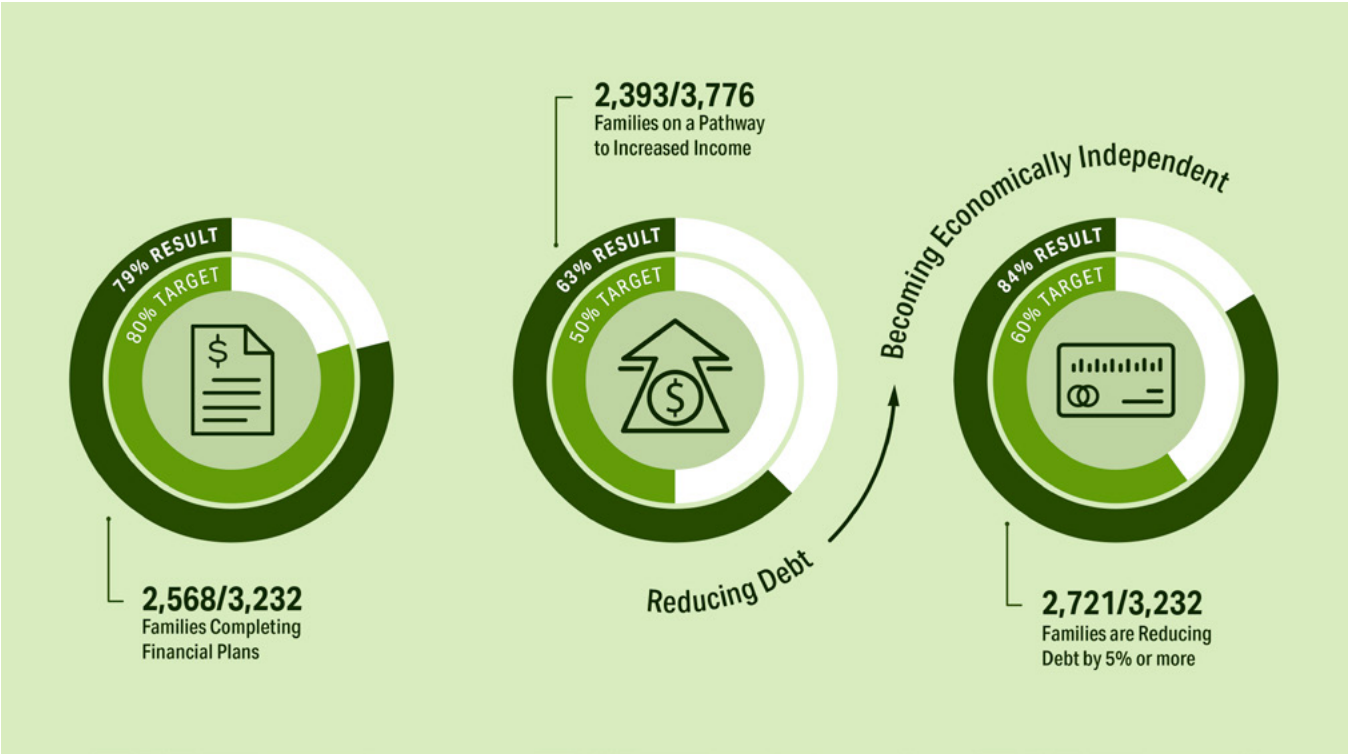 79% RESULT
80% TARGET
$
2,568/3,232
Families Completing
Financial Plans
2,393/3,776
Families on a Pathway
to Increased Income
63% RESULT
50% TARGET
$
Reducing Debt
Becoming Economically Independent
84% RESULT
60% TARGET
2,721/3,232
Families are Reducing
Debt by 5% or more